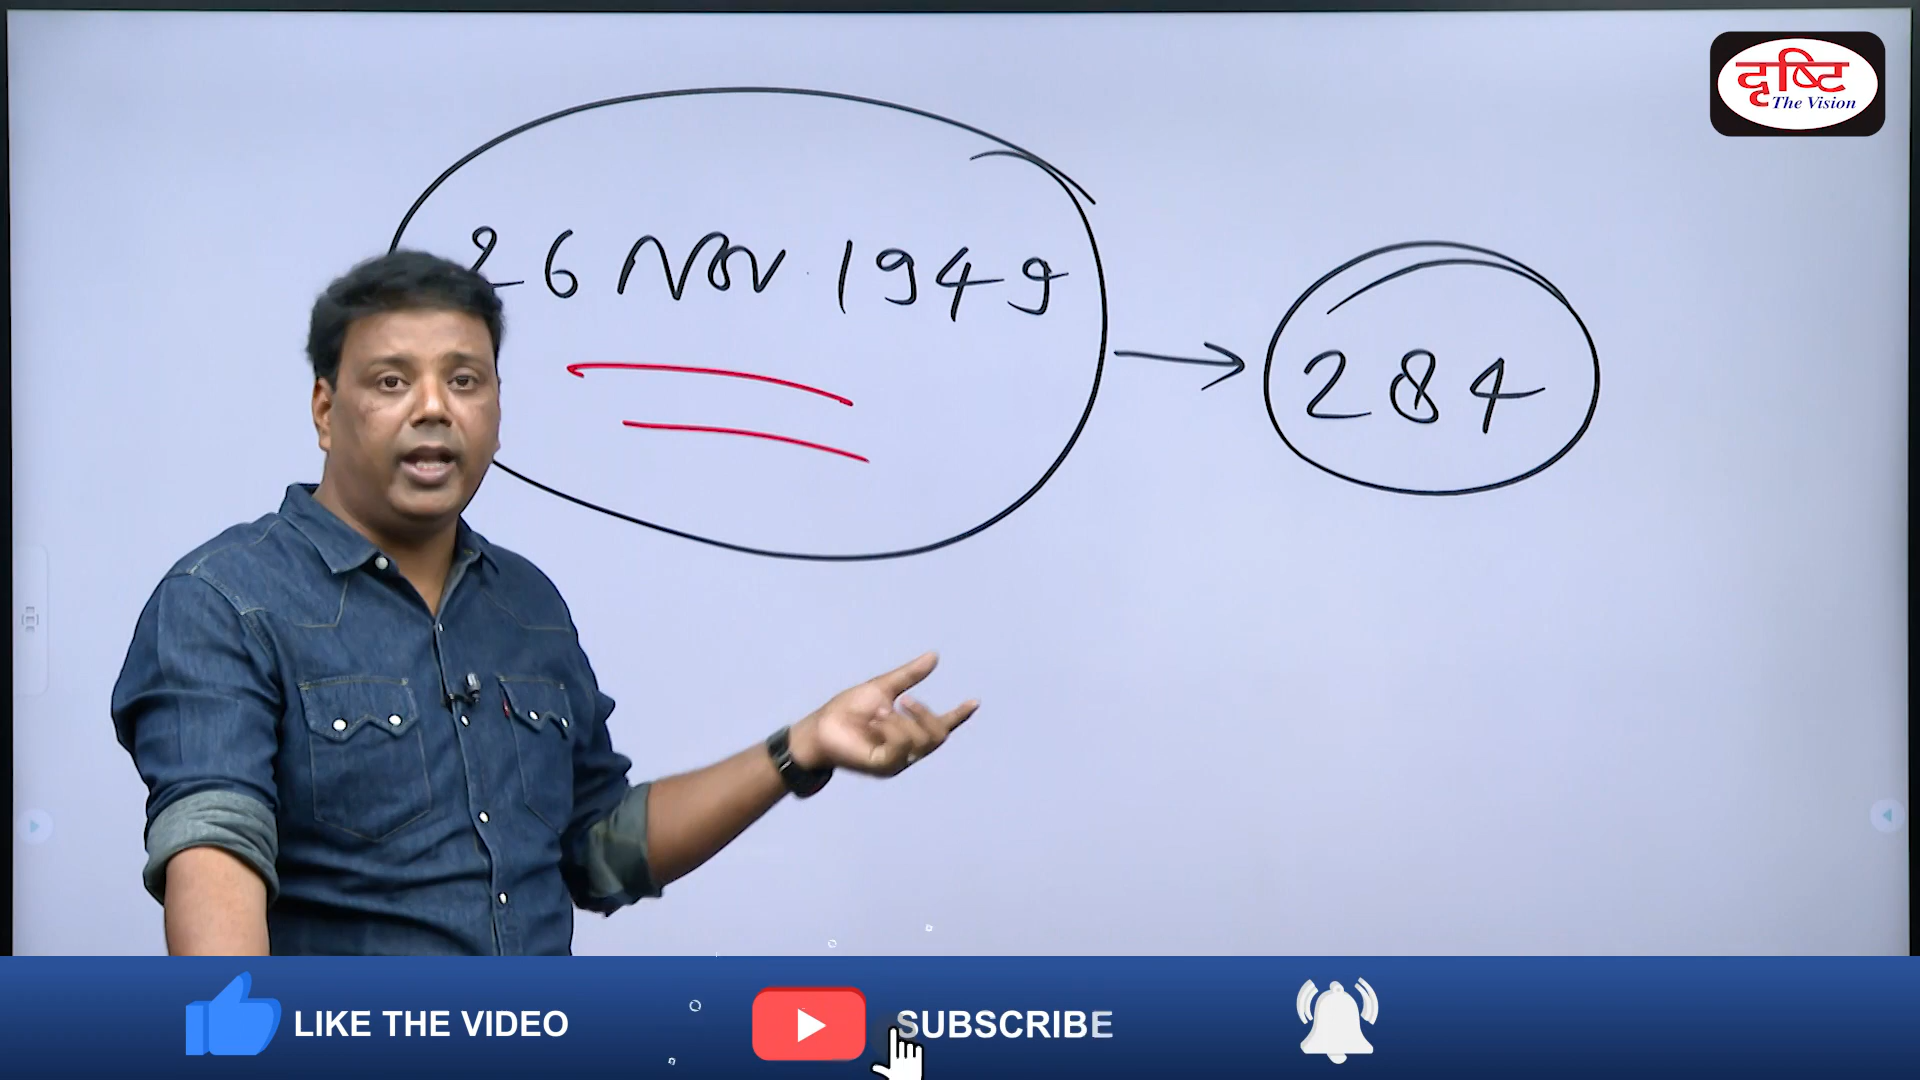 दृष्टि
The Vision
26 Nov 1949
284
LIKE THE VIDEO
SUBSCRIBE